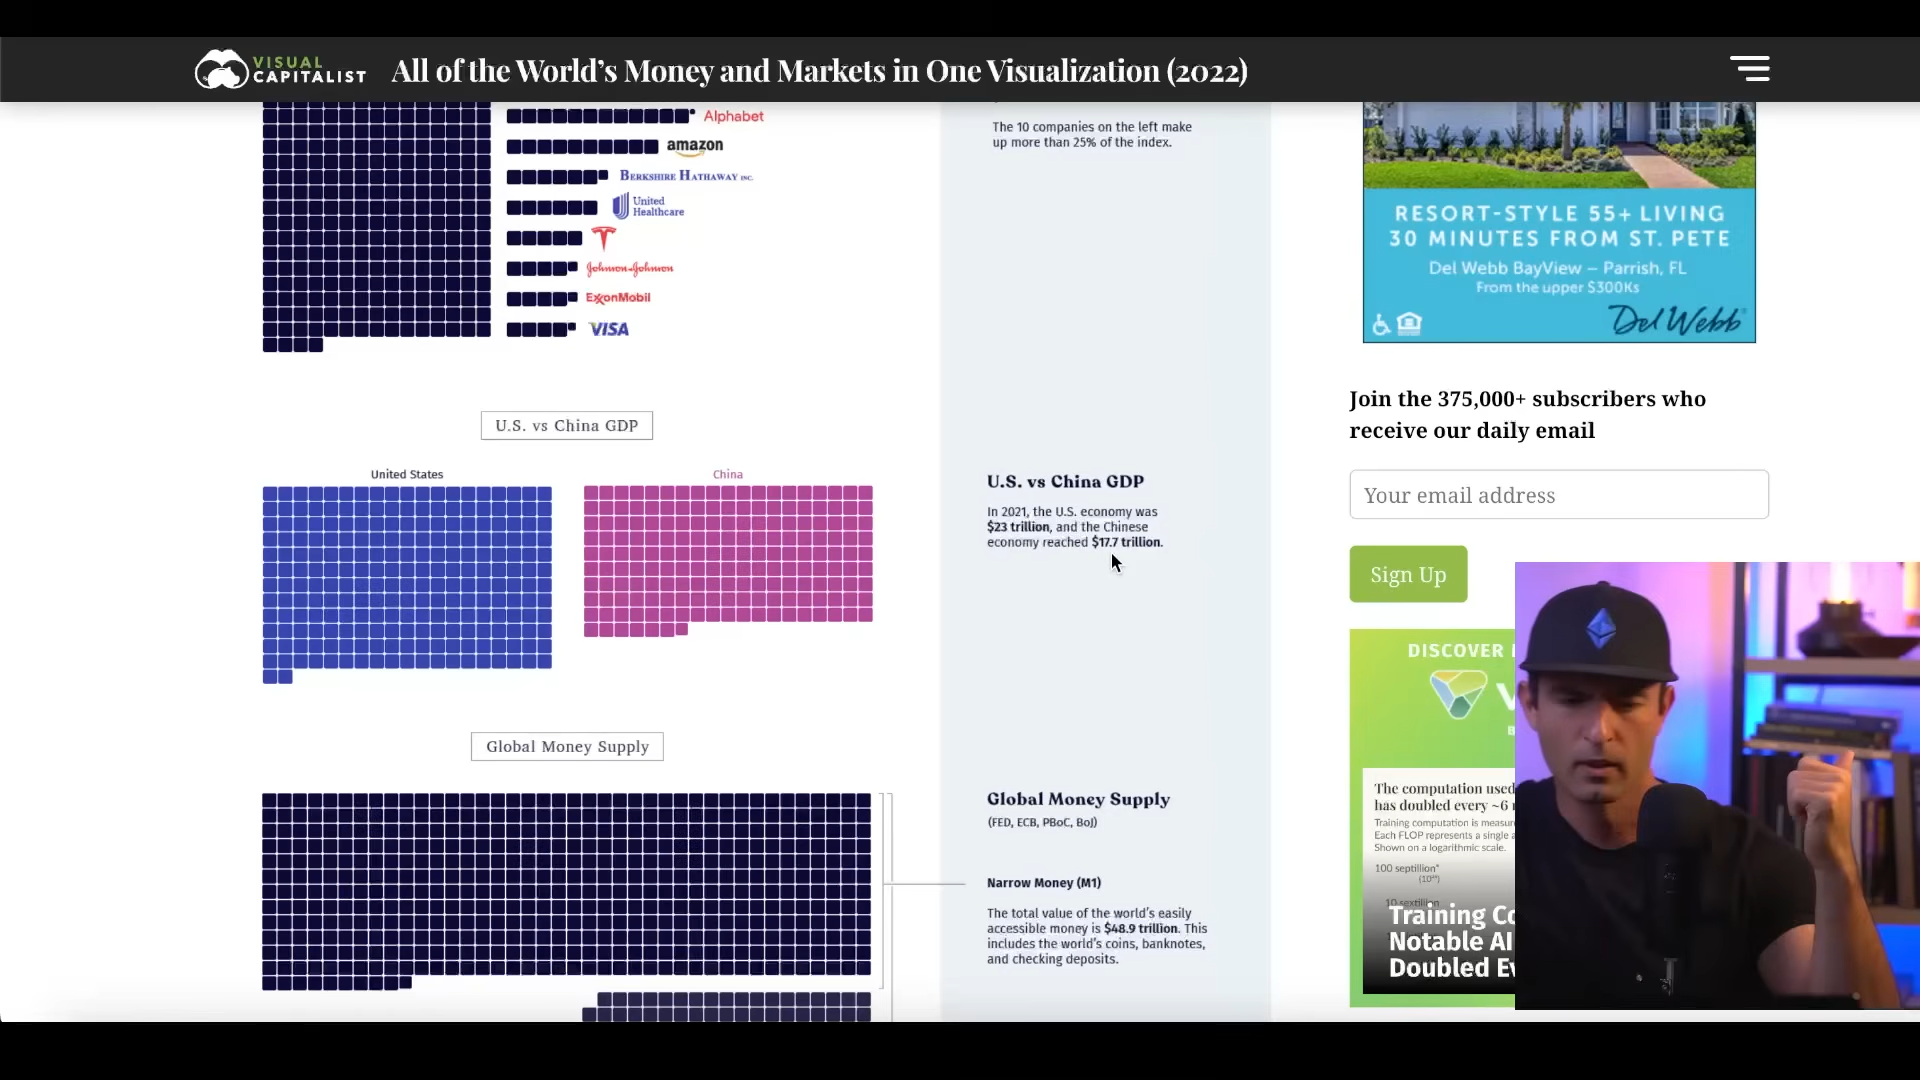 VISUAL
CAPITALIST
All of the World's Money and Markets in One Visualization (2022)
Alphabet
amazon
BERKSHIRE HATHAWAY INC.
United
Healthcare
Johnson & Johnson
ExxonMobil
VISA
The 10 companies on the left make
up more than 25% of the index.
U.S. vs China GDP
United States
China
U.S. vs China GDP
In 2021, the U.S. economy was
$23 trillion, and the Chinese
economy reached $17.7 trillion.
Global Money Supply
Global Money Supply
(FED, ECB, PBoC, BoJ)
Narrow Money (M1)
The total value of the world's easily
accessible money is $48.9 trillion. This
includes the world's coins, banknotes,
and checking deposits.
RESORT-STYLE 55+ LIVING
30 MINUTES FROM ST. PETE
Del Webb BayView – Parrish, FL
From the upper $300Ks
Del Webb
Join the 375,000+ subscribers who
receive our daily email
Your email address
Sign Up
DISCOVER
V
The computation used
has doubled every ~6
Training computation is
Each FLOP represents a single
Shown on a logarithmic scale.
100 septillion
10 sextillion
Training
Notable AI
Doubled